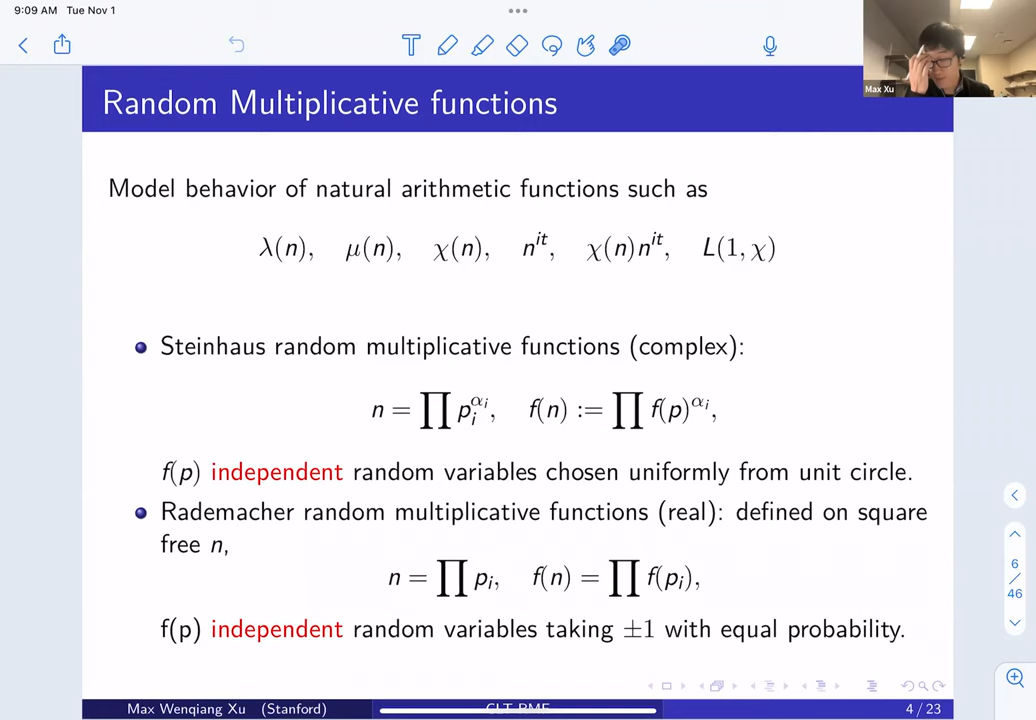 9:09 AM Tue Nov 1
Max Xu
Random Multiplicative functions
Model behavior of natural arithmetic functions such as
λ(n), μ(n), χ(n), n^{it}, χ(n)n^{it}, L(1, χ)
Steinhaus random multiplicative functions (complex):
n = ∏ p_i^{α_i}, f(n) := ∏ f(p)^{α_i},
f(p) independent random variables chosen uniformly from unit circle.
Rademacher random multiplicative functions (real): defined on square
free n,
n = ∏ p_i, f(n) = ∏ f(p_i),
f(p) independent random variables taking ±1 with equal probability.
6
/
46
Max Wenqiang Xu (Stanford)
CLT RMF
4 / 23